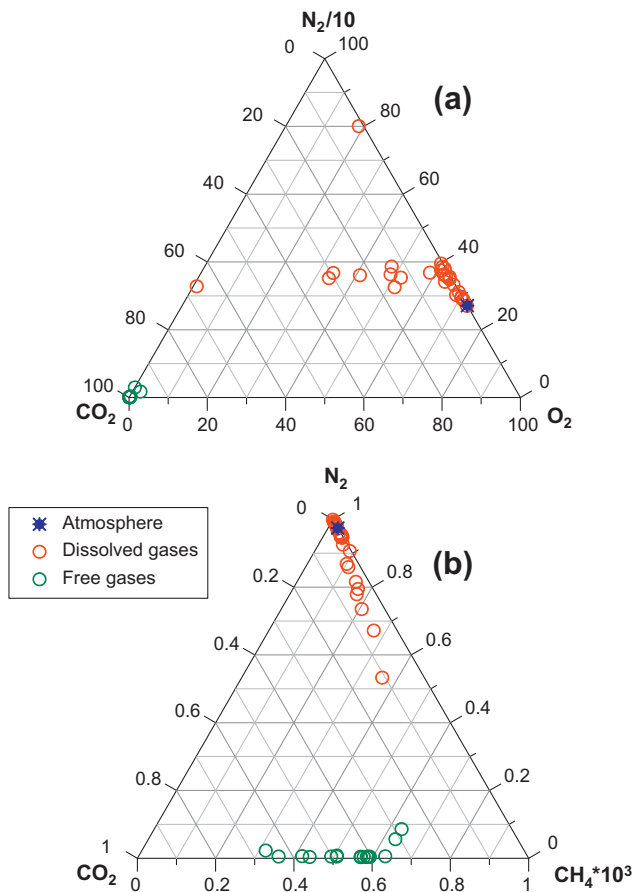 N2/10
0 100
(a)
20 80
40 60
60 40
80 20
100 0
CO2 O2
0 20 40 60 80 100
N2
0 1
Atmosphere
Dissolved gases
Free gases
(b)
0.2 0.8
0.4 0.6
0.6 0.4
0.8 0.2
1 0
CO2 CH4*10³
0 0.2 0.4 0.6 0.8 1